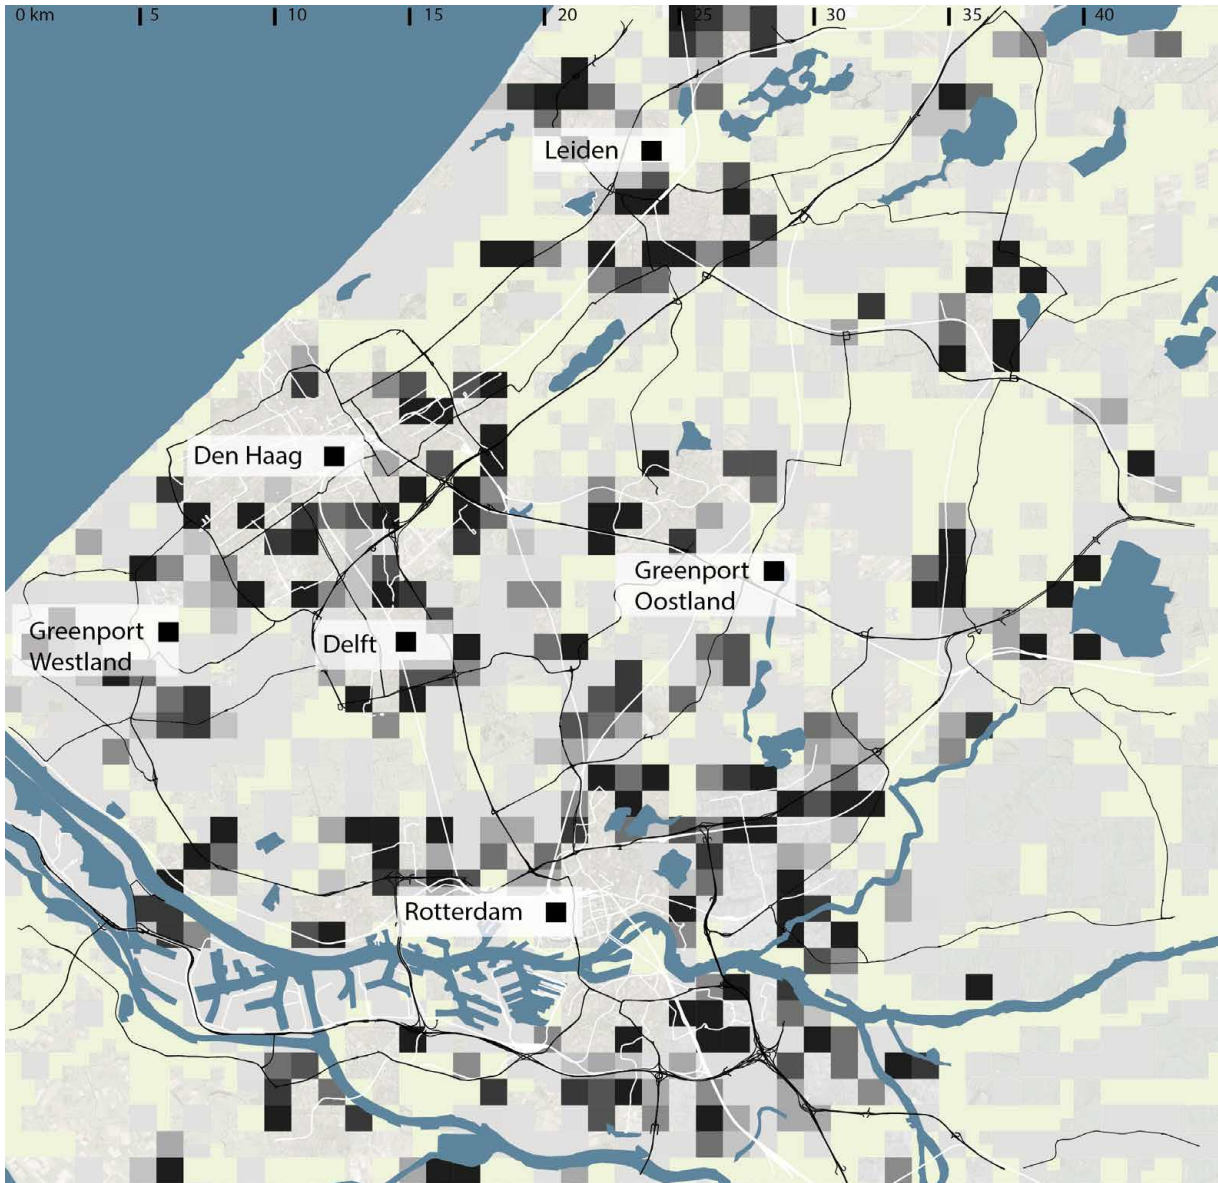 0 km 5 10 15 20 25 30 35 40
Leiden
Den Haag
Greenport
Oostland
Greenport
Westland
Delft
Rotterdam